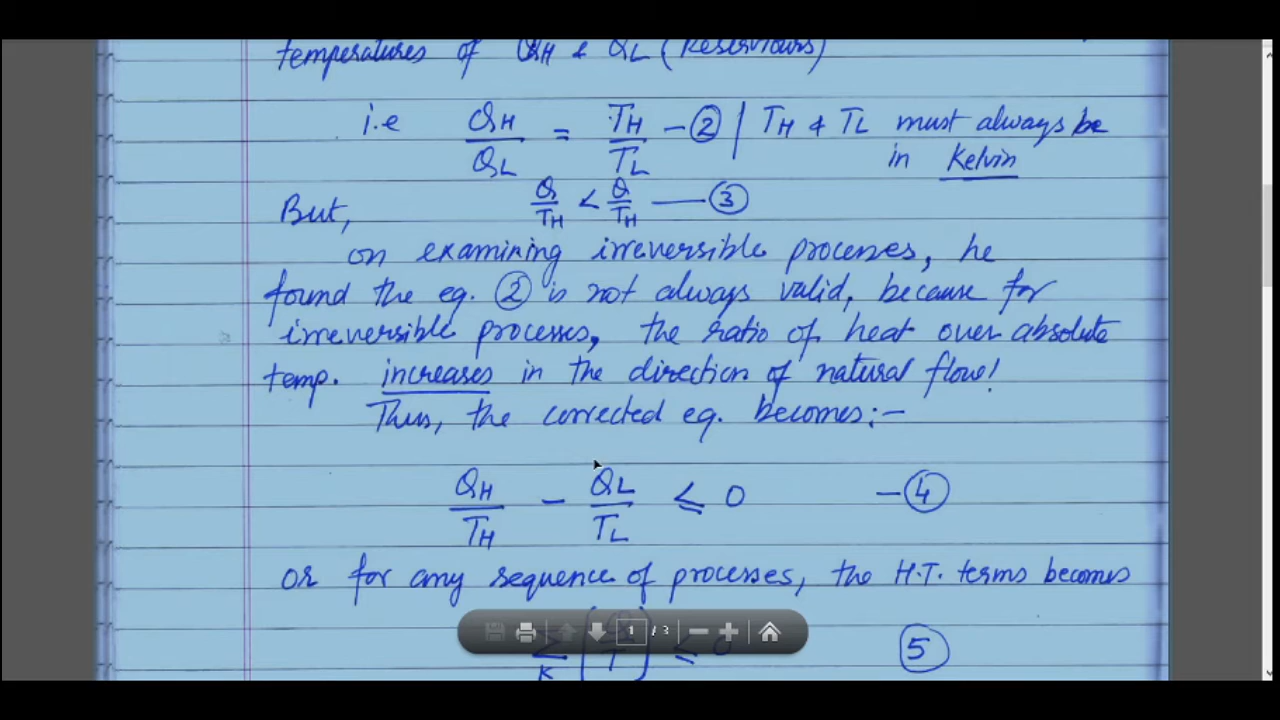 temperatures of QH & QL (Reserviours)
i.e QH/QL = TH/TL - ② | TH & TL must always be
in Kelvin
But, Q/TH < Q/TH — ③
on examining irreversible processes, he
found the eq. ② is not always valid, because for
irreversible processes, the ratio of heat over absolute
temp. increases in the direction of natural flow!
Thus, the corrected eq. becomes:-
QH/TH - QL/TL ≤ 0 - ④
or for any sequence of processes, the H.T. terms becomes
1 / 3
⑤